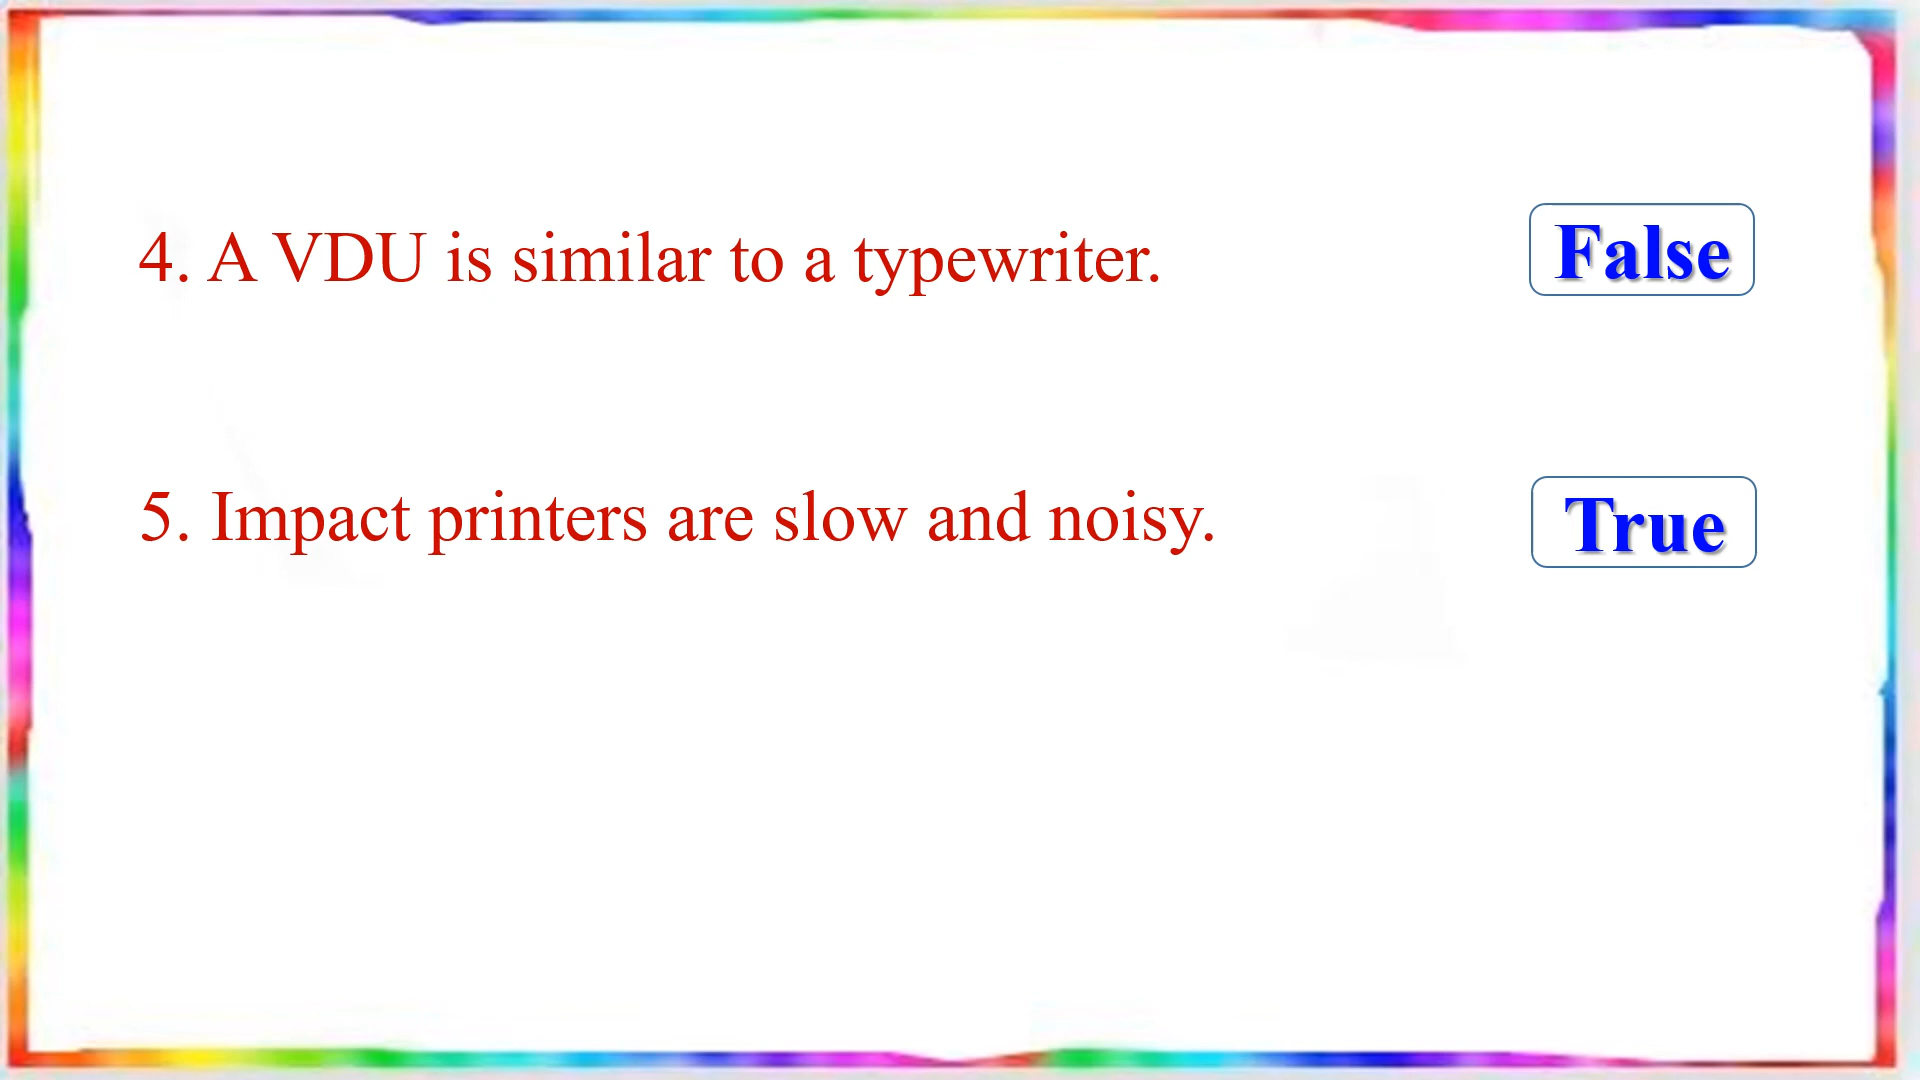 4. A VDU is similar to a typewriter. False
5. Impact printers are slow and noisy. True